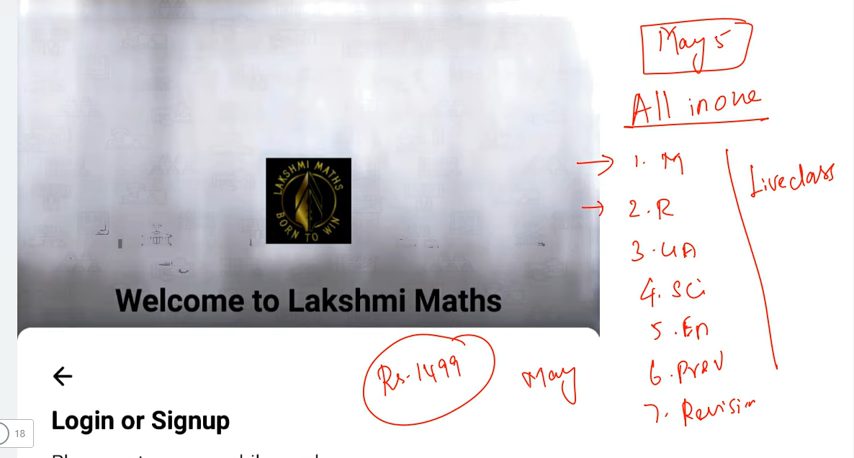 LAKSHMI MATHS
BORN TO WIN
Welcome to Lakshmi Maths
Login or Signup
18
Rs.1499
May
May 5
All in one
1. M
2. R
3. GA
4. Sci
5. En
6. Prev
7. Revision
Live class